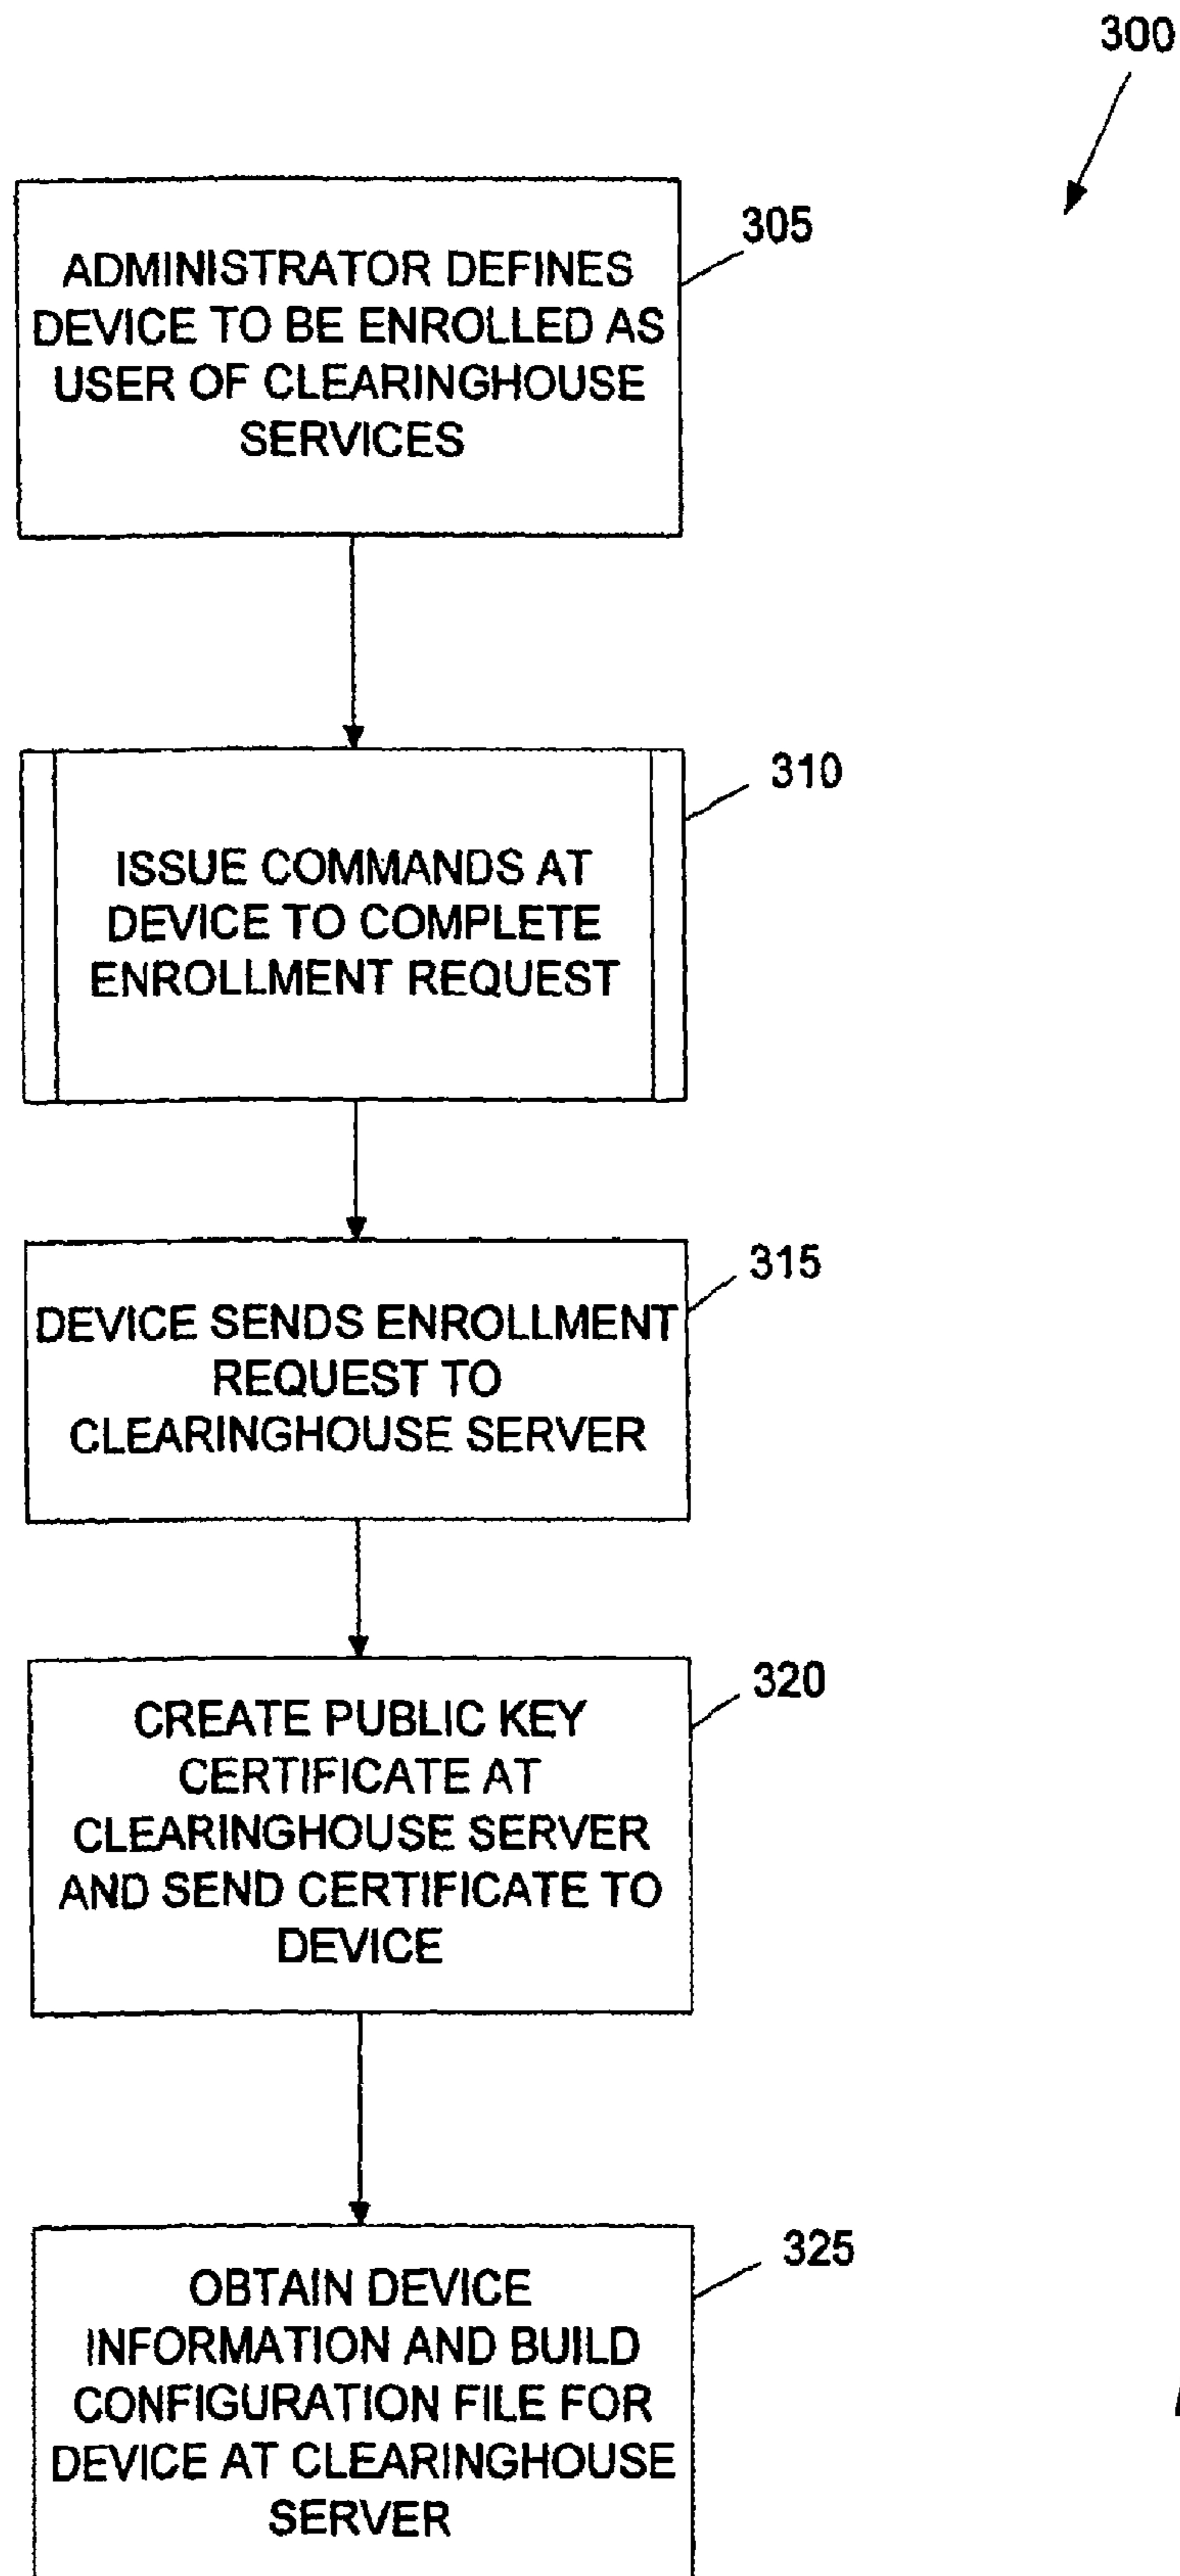 300
305
ADMINISTRATOR DEFINES
DEVICE TO BE ENROLLED AS
USER OF CLEARINGHOUSE
SERVICES
310
ISSUE COMMANDS AT
DEVICE TO COMPLETE
ENROLLMENT REQUEST
315
DEVICE SENDS ENROLLMENT
REQUEST TO
CLEARINGHOUSE SERVER
320
CREATE PUBLIC KEY
CERTIFICATE AT
CLEARINGHOUSE SERVER
AND SEND CERTIFICATE TO
DEVICE
325
OBTAIN DEVICE
INFORMATION AND BUILD
CONFIGURATION FILE FOR
DEVICE AT CLEARINGHOUSE
SERVER